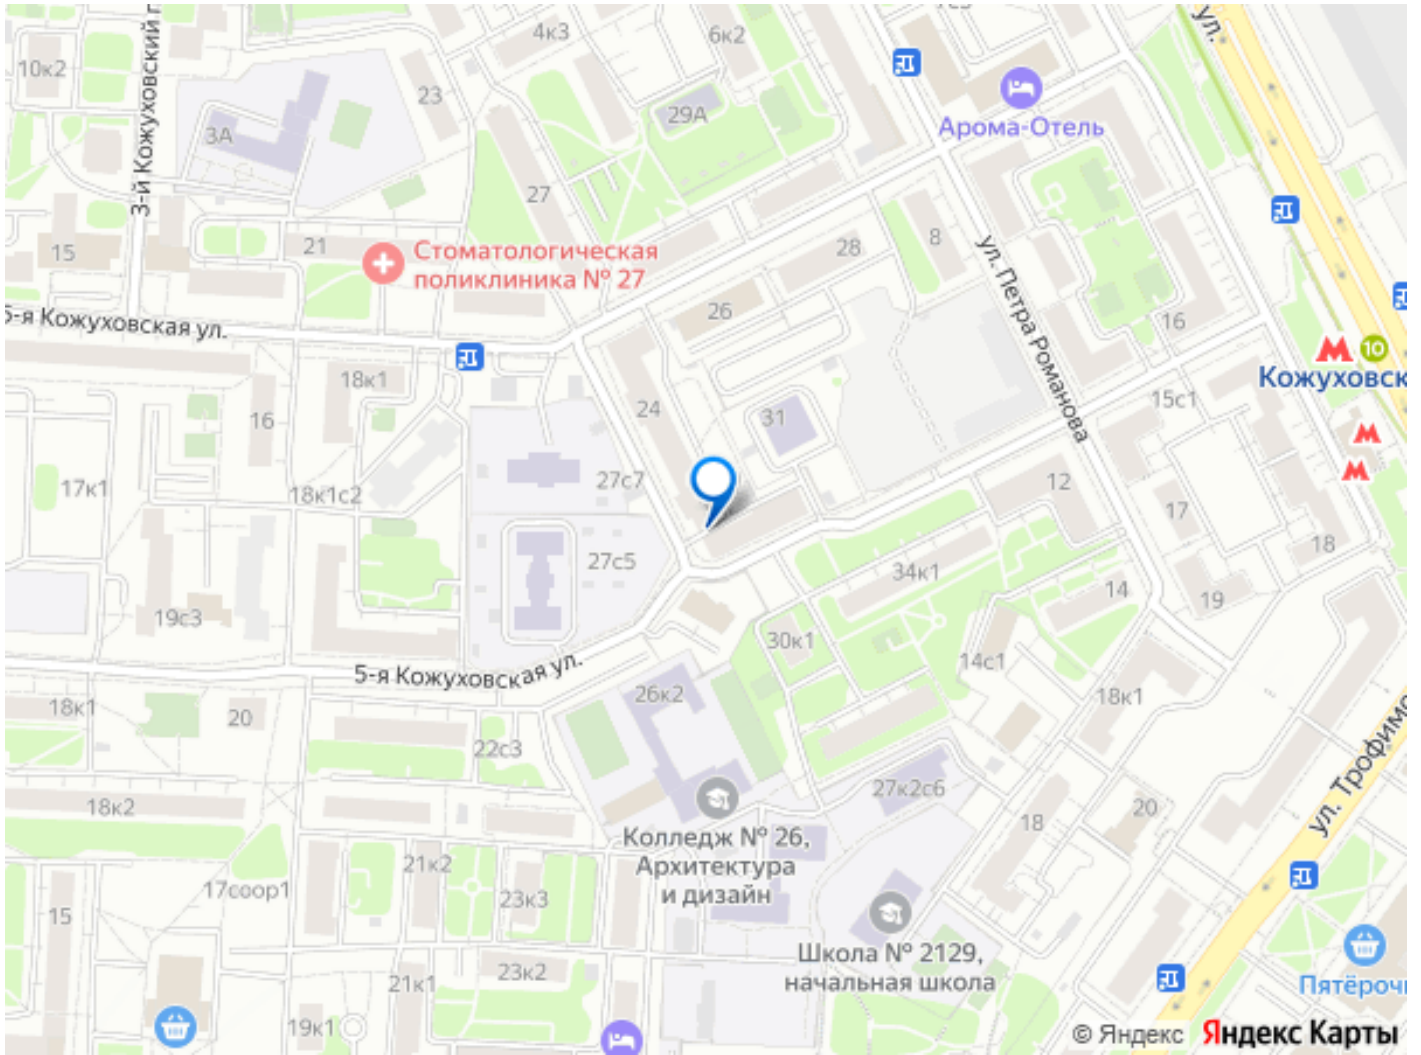 4к3
6к2
ул.
10к2
3-й Кожуховский п
23
29А
3А
Арома-Отель
27
15
21
Стоматологическая
поликлиника № 27
28
8
ул. Петра Романова
26
16
10
Кожуховск
-я Кожуховская ул.
18к1
16
24
31
15с1
17к1
18к1с2
27с7
12
17
18
27с5
34к1
14
19
19с3
30к1
14с1
5-я Кожуховская ул.
18к1
20
26к2
18к1
22с3
27к2с6
ул. Трофимо
18к2
18
20
Колледж № 26,
Архитектура
и дизайн
21к2
17соор1
23к3
15
Школа № 2129,
начальная школа
23к2
21к1
Пятёроч
19к1
© Яндекс Яндекс Карты